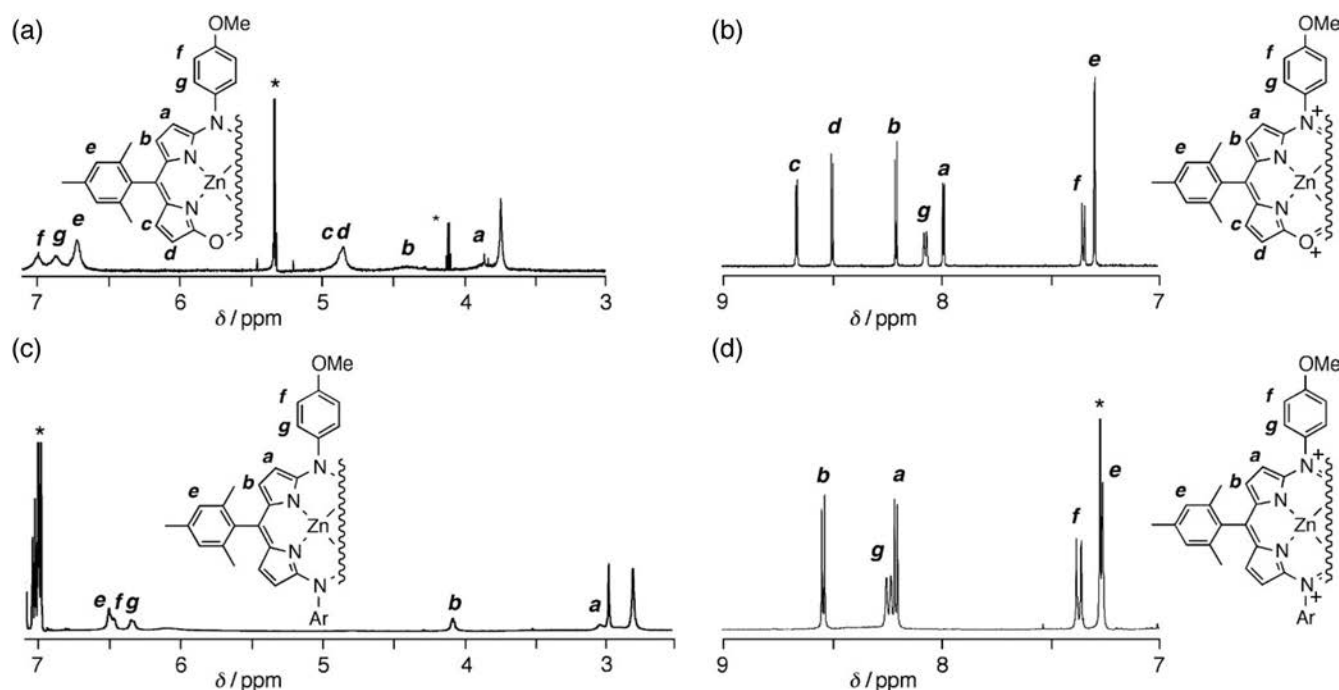 (a)
OMe
f
g
a
N
b
N
e
Zn
N
c
d
O
*
f
g
e
c d
*
b
a
7
6
5
4
3
δ / ppm
(b)
OMe
f
g
a
N+
b
N
e
Zn
N
c
d
O
+
c
d
b
g
a
f
e
9
8
7
δ / ppm
(c)
OMe
f
g
a
N
b
N
e
Zn
N
N
Ar
*
e
f
g
b
a
7
6
5
4
3
δ / ppm
(d)
OMe
f
g
a
N+
b
N
e
Zn
N
N+
Ar
b
g
a
f
*
e
9
8
7
δ / ppm